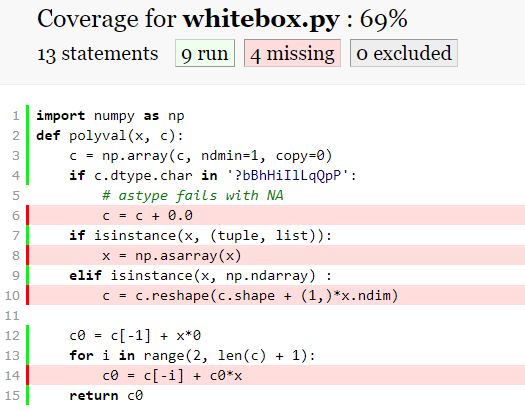 Coverage for whitebox.py : 69%
13 statements 9 run 4 missing 0 excluded
1 import numpy as np
2 def polyval(x, c):
3     c = np.array(c, ndmin=1, copy=0)
4     if c.dtype.char in '?bBhHiIlLqQpP':
5         # astype fails with NA
6         c = c + 0.0
7     if isinstance(x, (tuple, list)):
8         x = np.asarray(x)
9     elif isinstance(x, np.ndarray) :
10         c = c.reshape(c.shape + (1,)*x.ndim)
11
12     c0 = c[-1] + x*0
13     for i in range(2, len(c) + 1):
14         c0 = c[-i] + c0*x
15     return c0